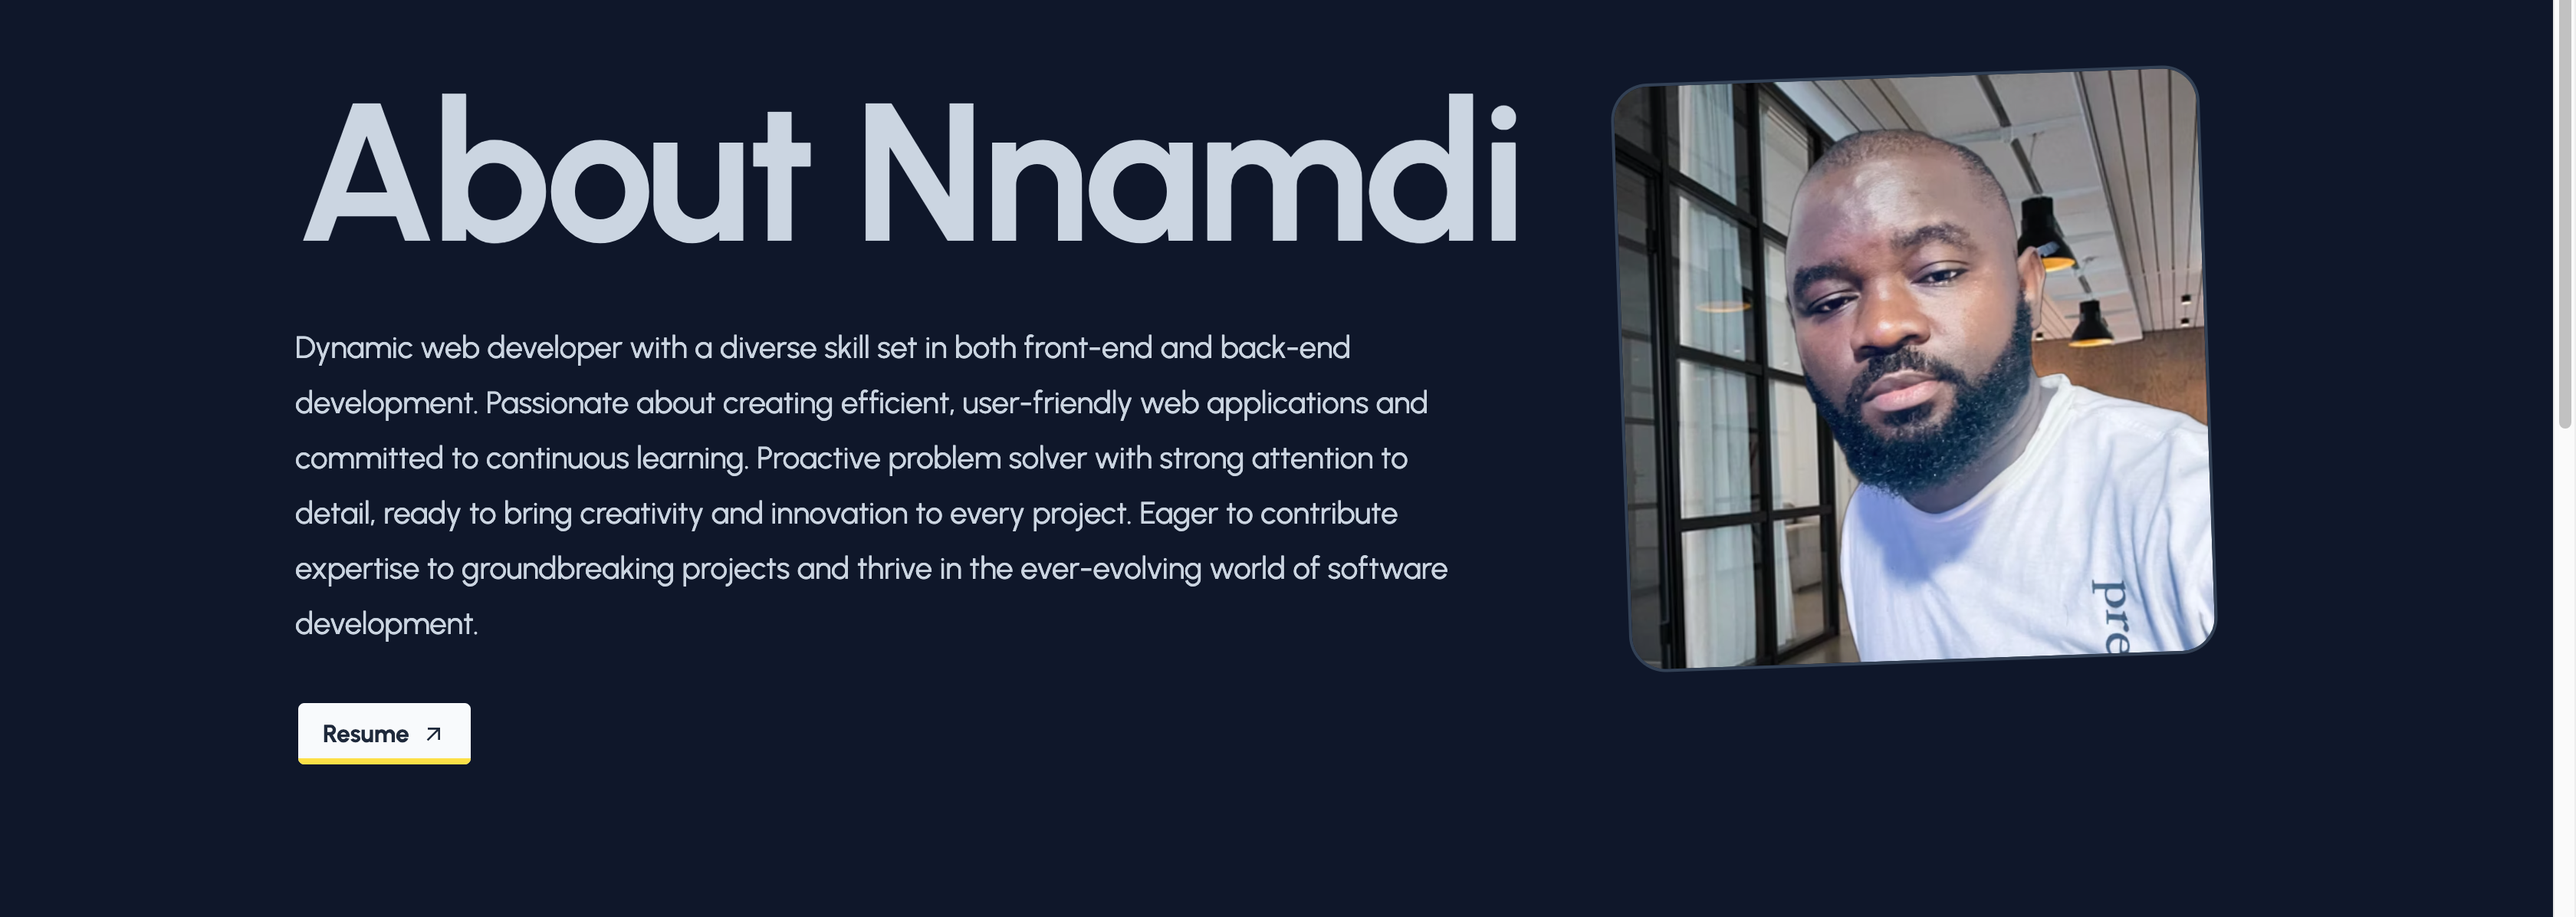 About Nnamdi
Dynamic web developer with a diverse skill set in both front-end and back-end
development. Passionate about creating efficient, user-friendly web applications and
committed to continuous learning. Proactive problem solver with strong attention to
detail, ready to bring creativity and innovation to every project. Eager to contribute
expertise to groundbreaking projects and thrive in the ever-evolving world of software
development.
Resume
pre